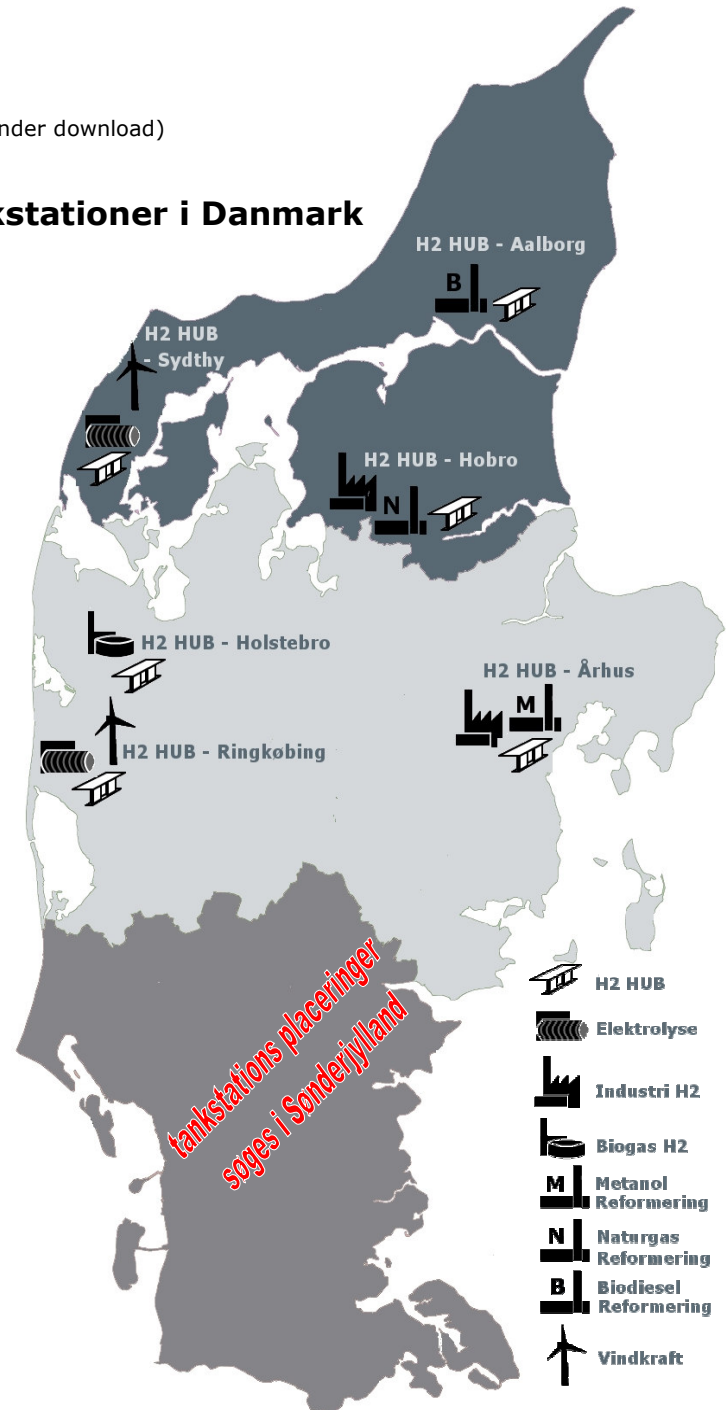 nder download)
kstationer i Danmark
H2 HUB - Aalborg
B
H2 HUB
- Sydthy
H2 HUB - Hobro
N
H2 HUB - Holstebro
H2 HUB - Århus
M
H2 HUB - Ringkøbing
tankstations placeringer
søges i Sønderjylland
H2 HUB
Elektrolyse
Industri H2
Biogas H2
M Metanol
Reformering
N Naturgas
Reformering
B Biodiesel
Reformering
Vindkraft